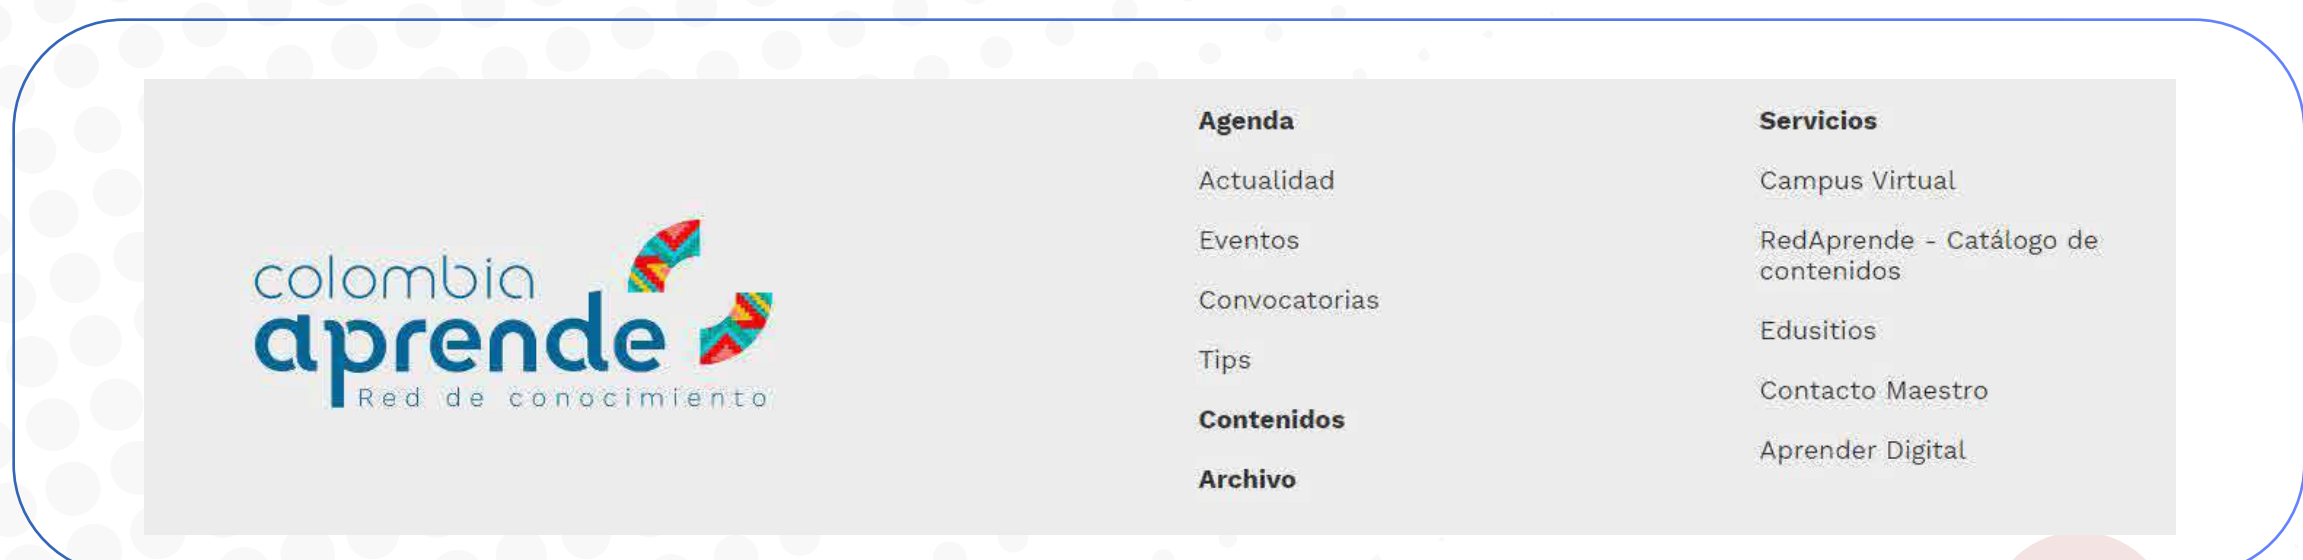 colombia
aprende
Red de conocimiento
Agenda
Actualidad
Eventos
Convocatorias
Tips
Contenidos
Archivo
Servicios
Campus Virtual
RedAprende - Catálogo de
contenidos
Edusitios
Contacto Maestro
Aprender Digital